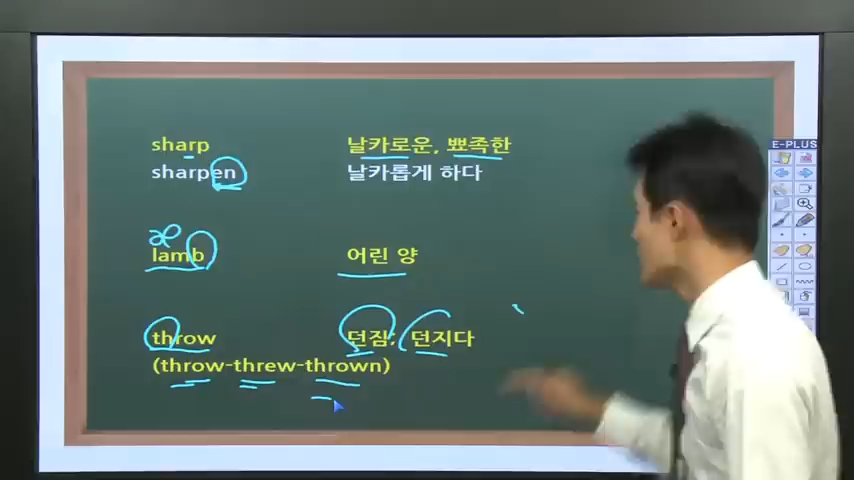 E-PLUS
sharp 날카로운, 뾰족한
sharpen 날카롭게 하다
æ
lamb 어린 양
throw 던짐; 던지다
(throw-threw-thrown)